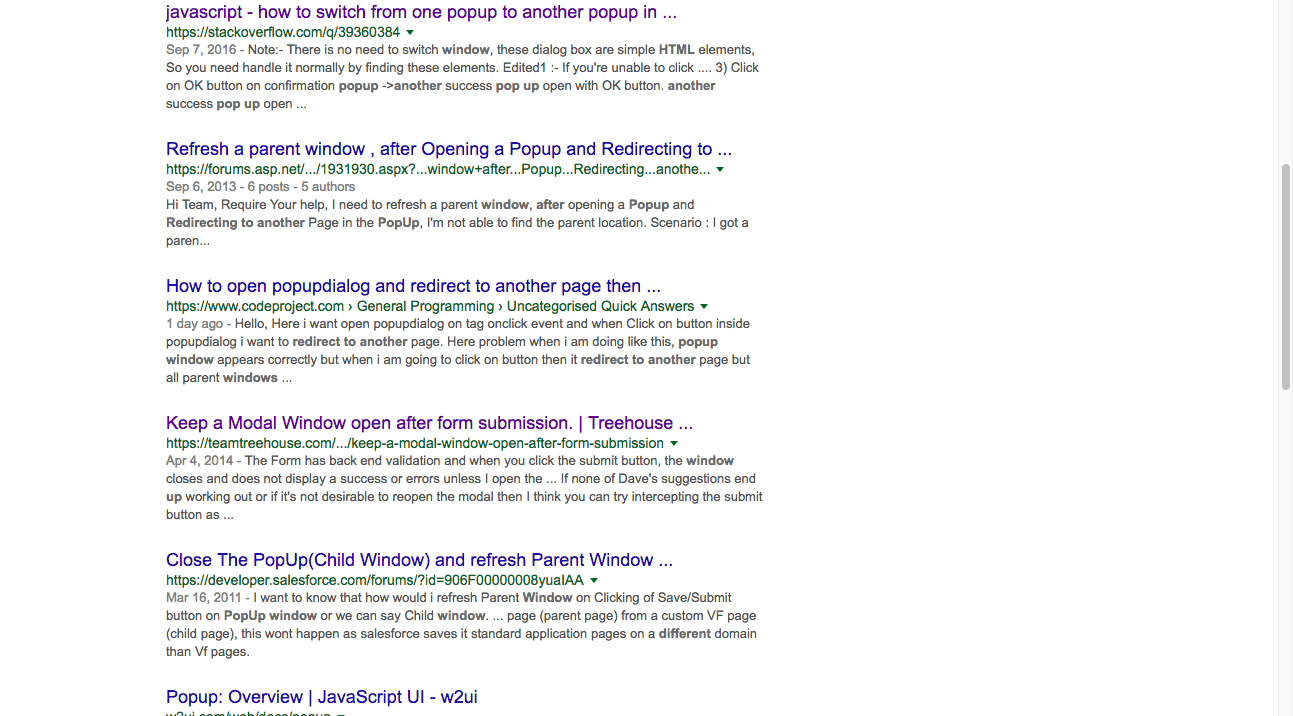 javascript - how to switch from one popup to another popup in ...
https://stackoverflow.com/q/39360384
Sep 7, 2016 - Note:- There is no need to switch window, these dialog box are simple HTML elements,
So you need handle it normally by finding these elements. Edited1 :- If you're unable to click .... 3) Click
on OK button on confirmation popup ->another success pop up open with OK button. another
success pop up open ...
Refresh a parent window , after Opening a Popup and Redirecting to ...
https://forums.asp.net/.../1931930.aspx?...window+after...Popup...Redirecting...anothe...
Sep 6, 2013 - 6 posts - 5 authors
Hi Team, Require Your help, I need to refresh a parent window, after opening a Popup and
Redirecting to another Page in the PopUp, I'm not able to find the parent location. Scenario : I got a
paren...
How to open popupdialog and redirect to another page then ...
https://www.codeproject.com › General Programming › Uncategorised Quick Answers
1 day ago - Hello, Here i want open popupdialog on tag onclick event and when Click on button inside
popupdialog i want to redirect to another page. Here problem when i am doing like this, popup
window appears correctly but when i am going to click on button then it redirect to another page but
all parent windows ...
Keep a Modal Window open after form submission. | Treehouse ...
https://teamtreehouse.com/.../keep-a-modal-window-open-after-form-submission
Apr 4, 2014 - The Form has back end validation and when you click the submit button, the window
closes and does not display a success or errors unless I open the ... If none of Dave's suggestions end
up working out or if it's not desirable to reopen the modal then I think you can try intercepting the submit
button as ...
Close The PopUp(Child Window) and refresh Parent Window ...
https://developer.salesforce.com/forums/?id=906F00000008yuaIAA
Mar 16, 2011 - I want to know that how would i refresh Parent Window on Clicking of Save/Submit
button on PopUp window or we can say Child window. ... page (parent page) from a custom VF page
(child page), this wont happen as salesforce saves it standard application pages on a different domain
than Vf pages.
Popup: Overview | JavaScript UI - w2ui
w2ui.com/web/docs/popup